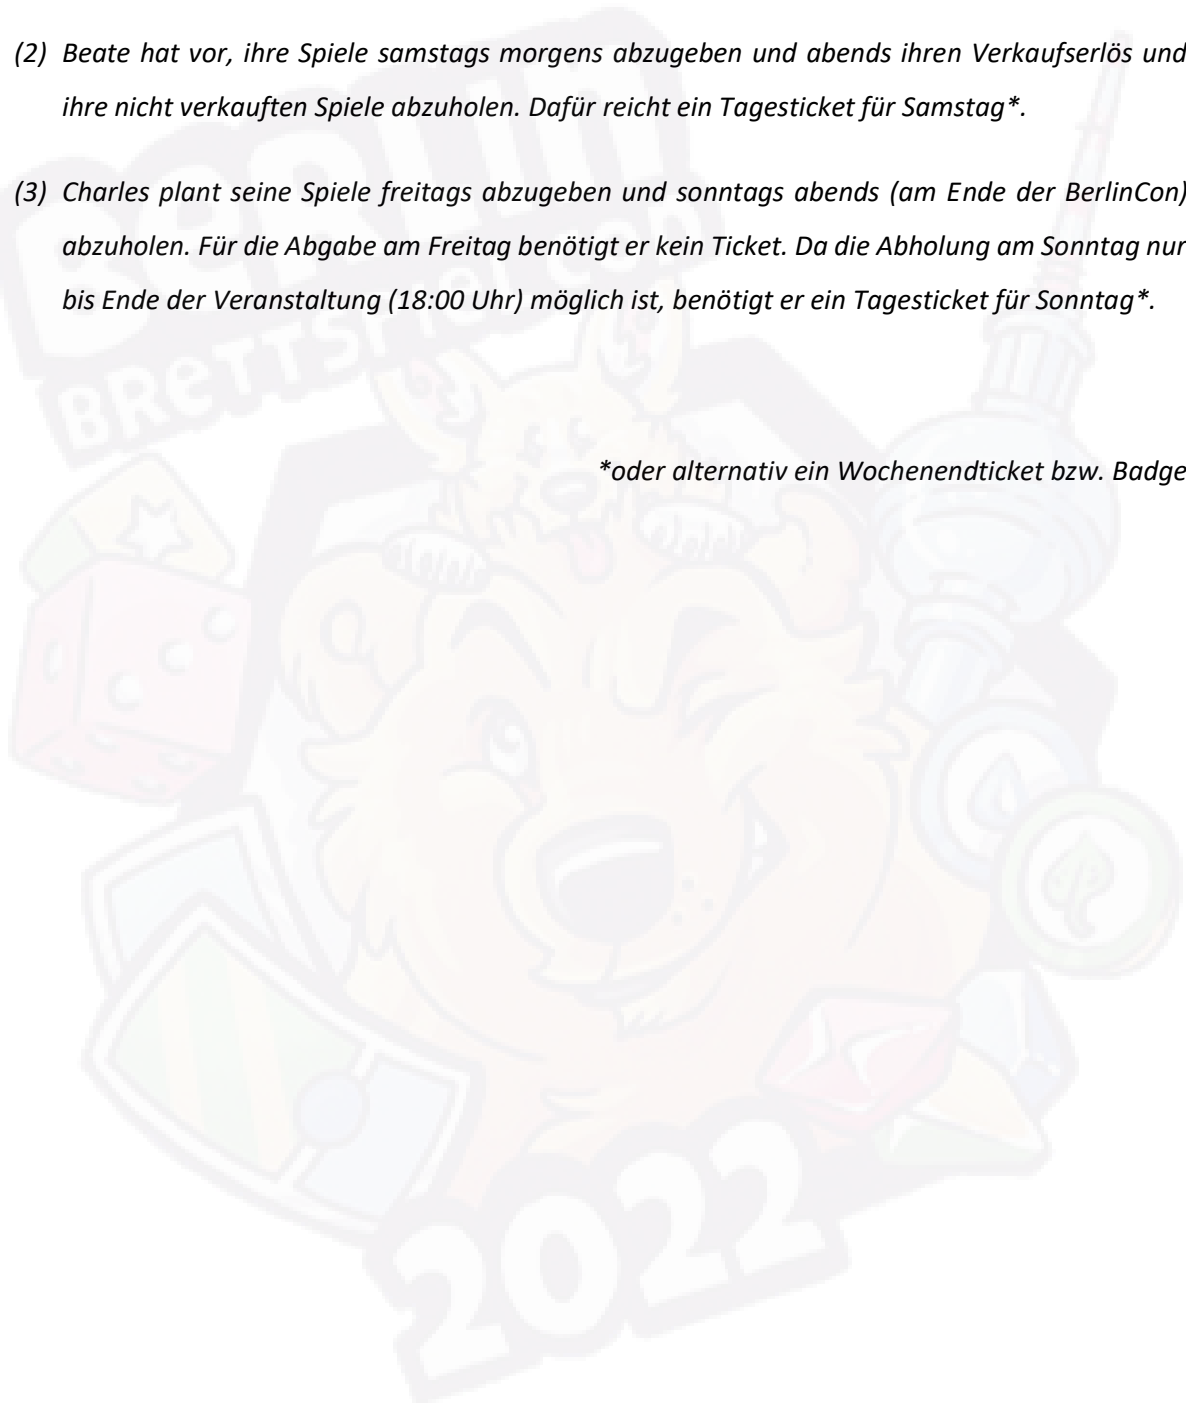 (2) Beate hat vor, ihre Spiele samstags morgens abzugeben und abends ihren Verkaufserlös und
ihre nicht verkauften Spiele abzuholen. Dafür reicht ein Tagesticket für Samstag*.
(3) Charles plant seine Spiele freitags abzugeben und sonntags abends (am Ende der BerlinCon)
abzuholen. Für die Abgabe am Freitag benötigt er kein Ticket. Da die Abholung am Sonntag nur
bis Ende der Veranstaltung (18:00 Uhr) möglich ist, benötigt er ein Tagesticket für Sonntag*.
*oder alternativ ein Wochenendticket bzw. Badge
BeRLIN
BReTTSPIeL CON
2022